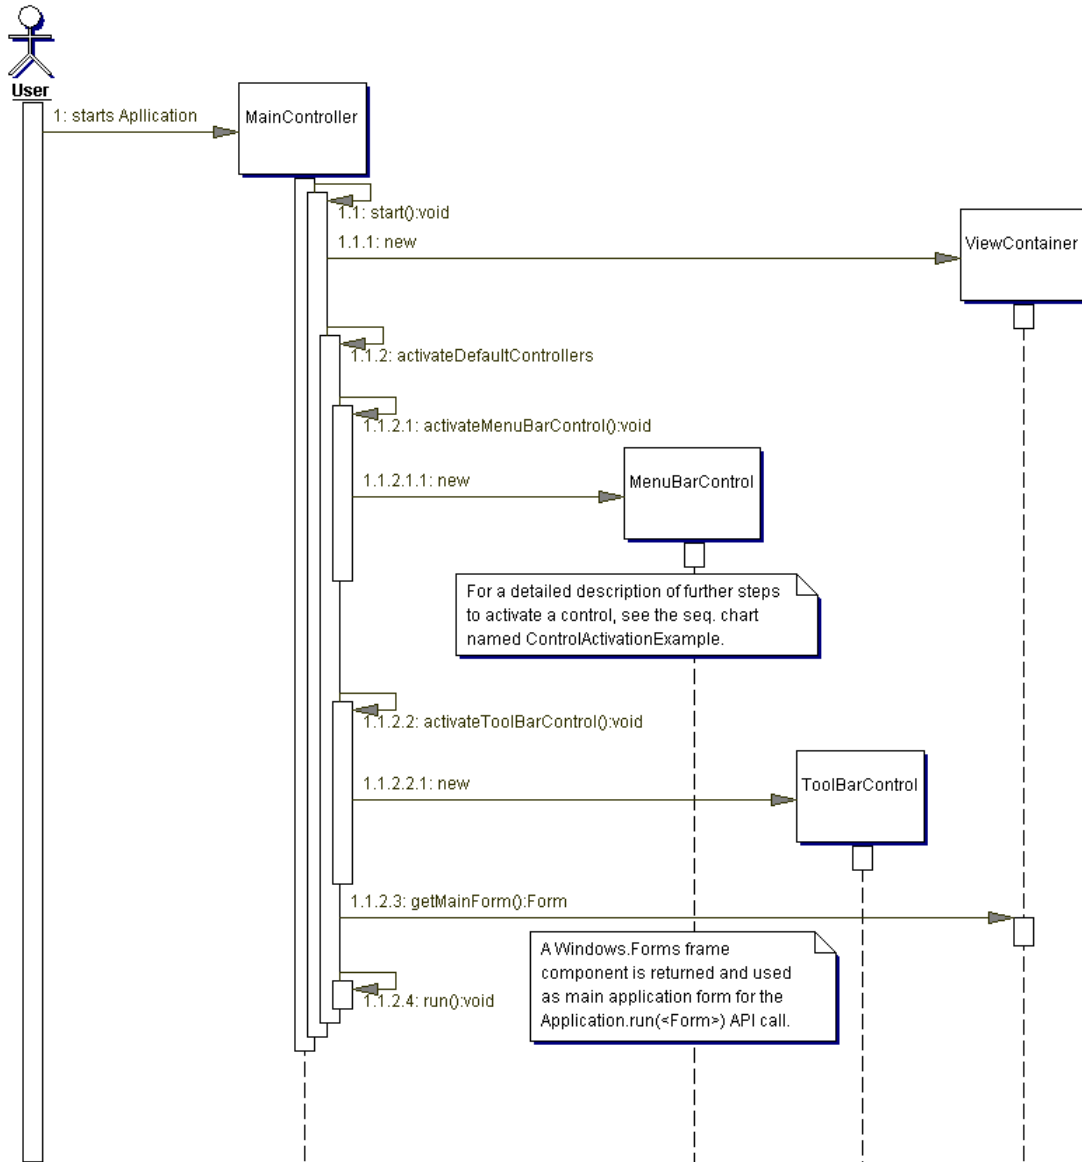 User
1: starts Apllication
MainController
1.1: start():void
1.1.1: new
ViewContainer
1.1.2: activateDefaultControllers
1.1.2.1: activateMenuBarControl():void
1.1.2.1.1: new
MenuBarControl
For a detailed description of further steps
to activate a control, see the seq. chart
named ControlActivationExample.
1.1.2.2: activateToolBarControl():void
1.1.2.2.1: new
ToolBarControl
1.1.2.3: getMainForm():Form
A Windows.Forms frame
component is returned and used
as main application form for the
Application.run(<Form>) API call.
1.1.2.4: run():void